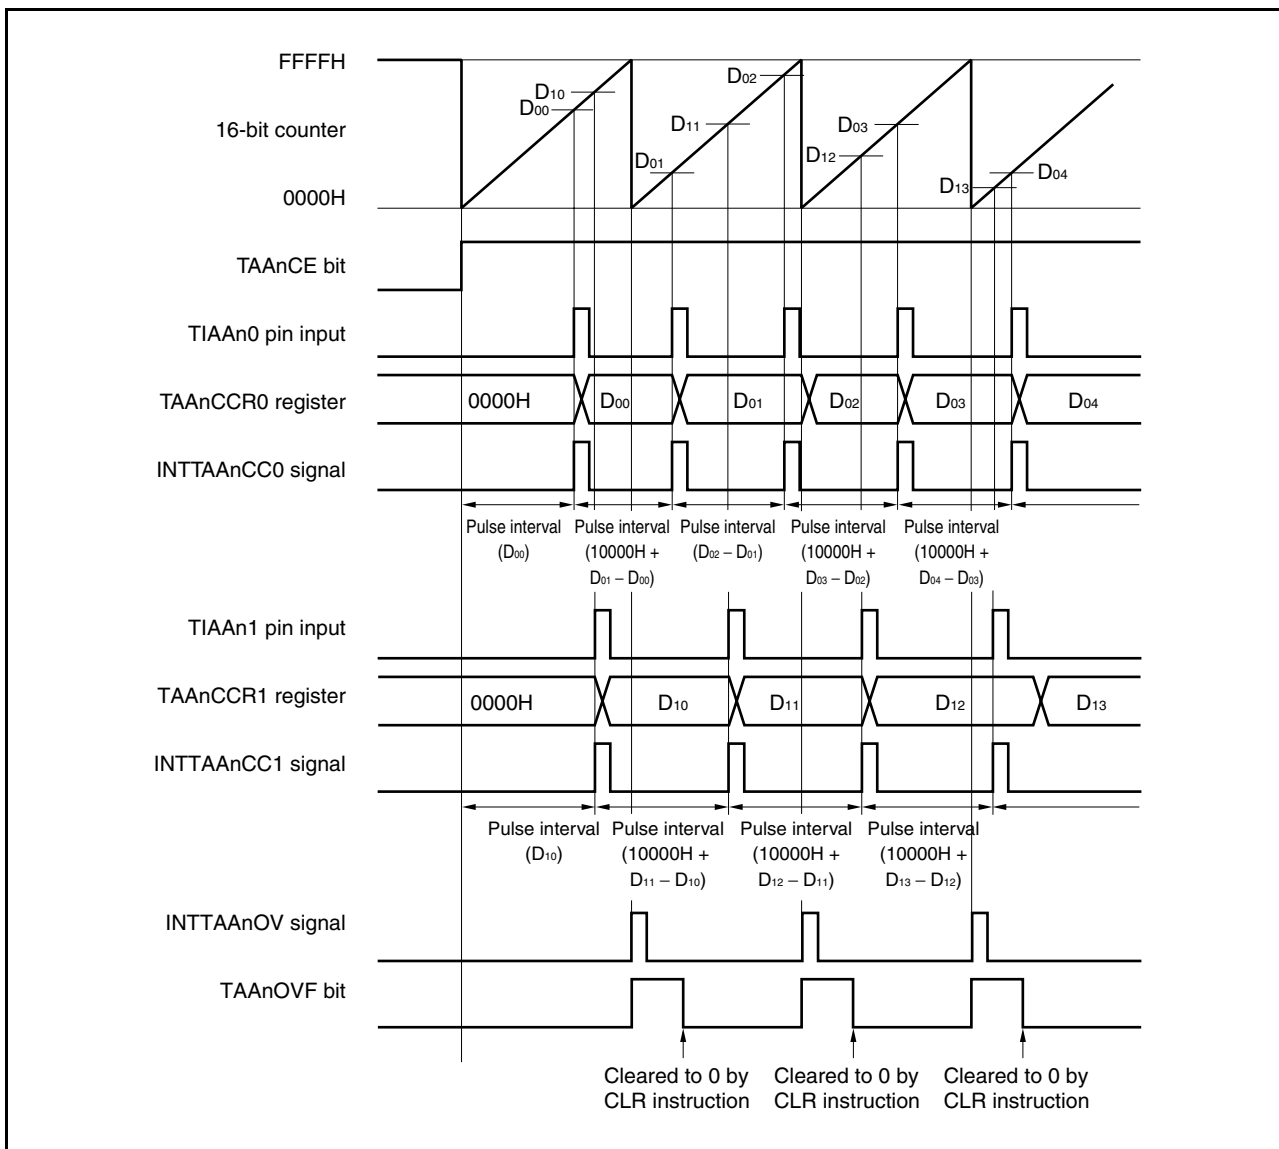 FFFFH
D10
D00
D02
16-bit counter
D11
D03
D01
D12
D13
D04
0000H
TAAnCE bit
TIAAn0 pin input
TAAnCCR0 register
0000H D00 D01 D02 D03 D04
INTTAAnCC0 signal
Pulse interval Pulse interval Pulse interval Pulse interval Pulse interval
(D00) (10000H + (D02 – D01) (10000H + (10000H +
D01 – D00) D03 – D02) D04 – D03)
TIAAn1 pin input
TAAnCCR1 register
0000H D10 D11 D12 D13
INTTAAnCC1 signal
Pulse interval Pulse interval Pulse interval Pulse interval
(D10) (10000H + (10000H + (10000H +
D11 – D10) D12 – D11) D13 – D12)
INTTAAnOV signal
TAAnOVF bit
Cleared to 0 by Cleared to 0 by Cleared to 0 by
CLR instruction CLR instruction CLR instruction